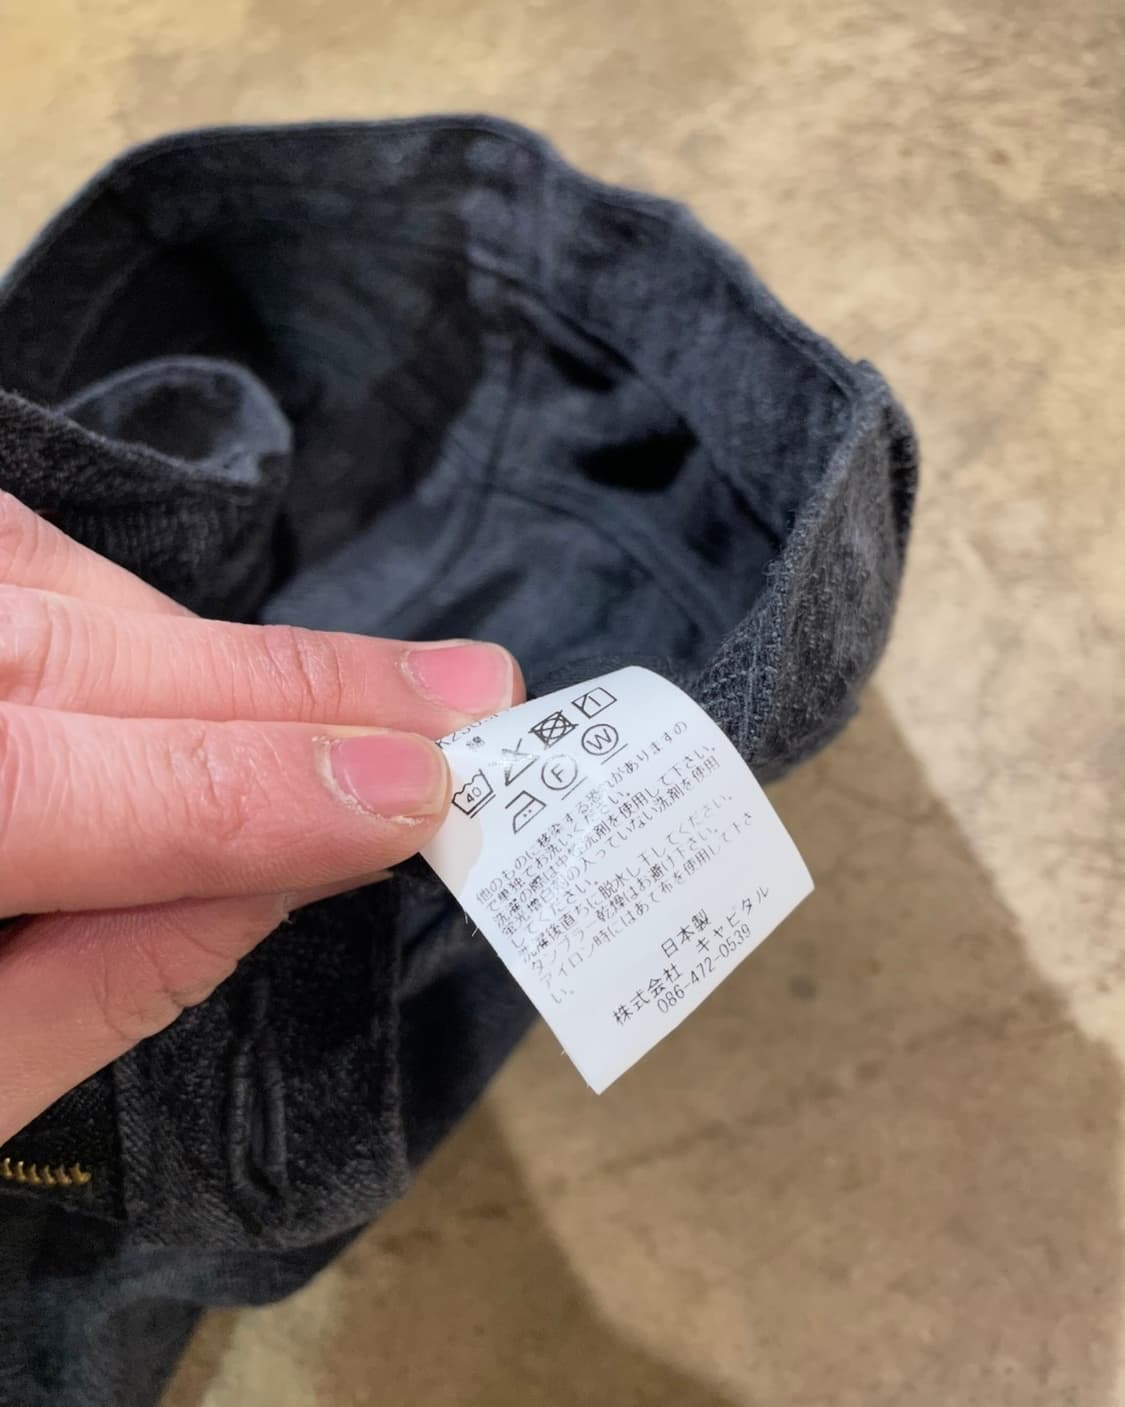 綿
40
F W
他のものに移染する恐れがありますの
で単独でお洗いください。
洗濯の際は中性洗剤を使用して下さい。
蛍光増白剤の入っていない洗剤を使用
してください。
洗濯後直ちに脱水し干してください。
タンブラー乾燥はお避け下さい。
アイロン時にはあて布を使用して下さ
い。
日本製
株式会社 キャピタル
086-472-0539